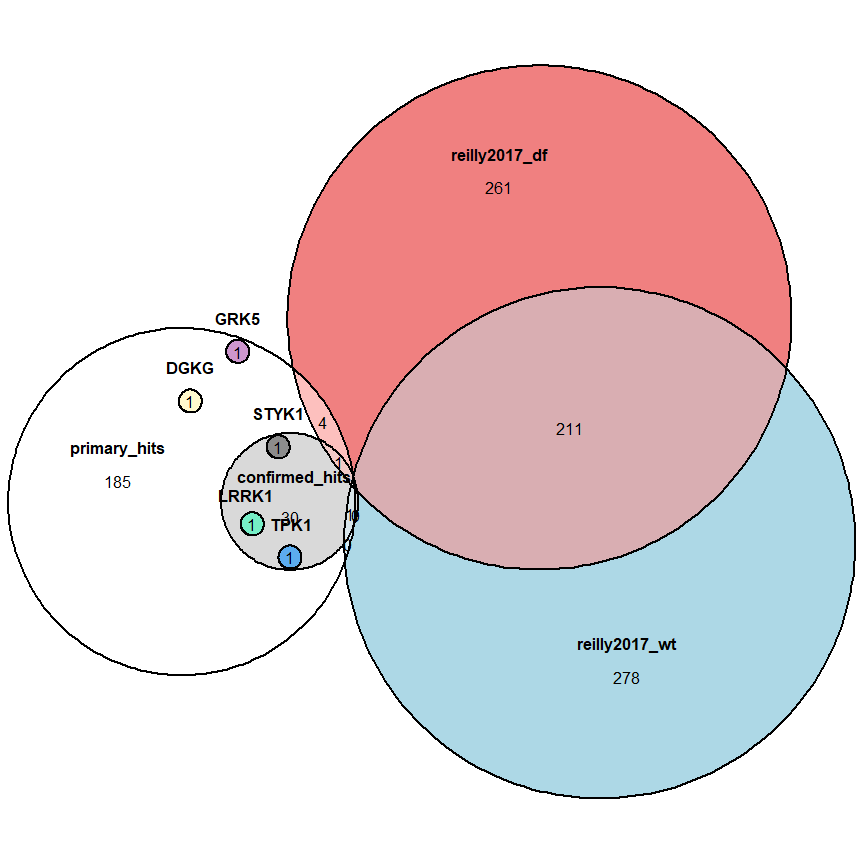 reilly2017_df
261
GRK5
1
DGKG
1
STYK1
4
1
primary_hits
185
211
1
confirmed_hits
LRRK1
30
1
TPK1
1
reilly2017_wt
278